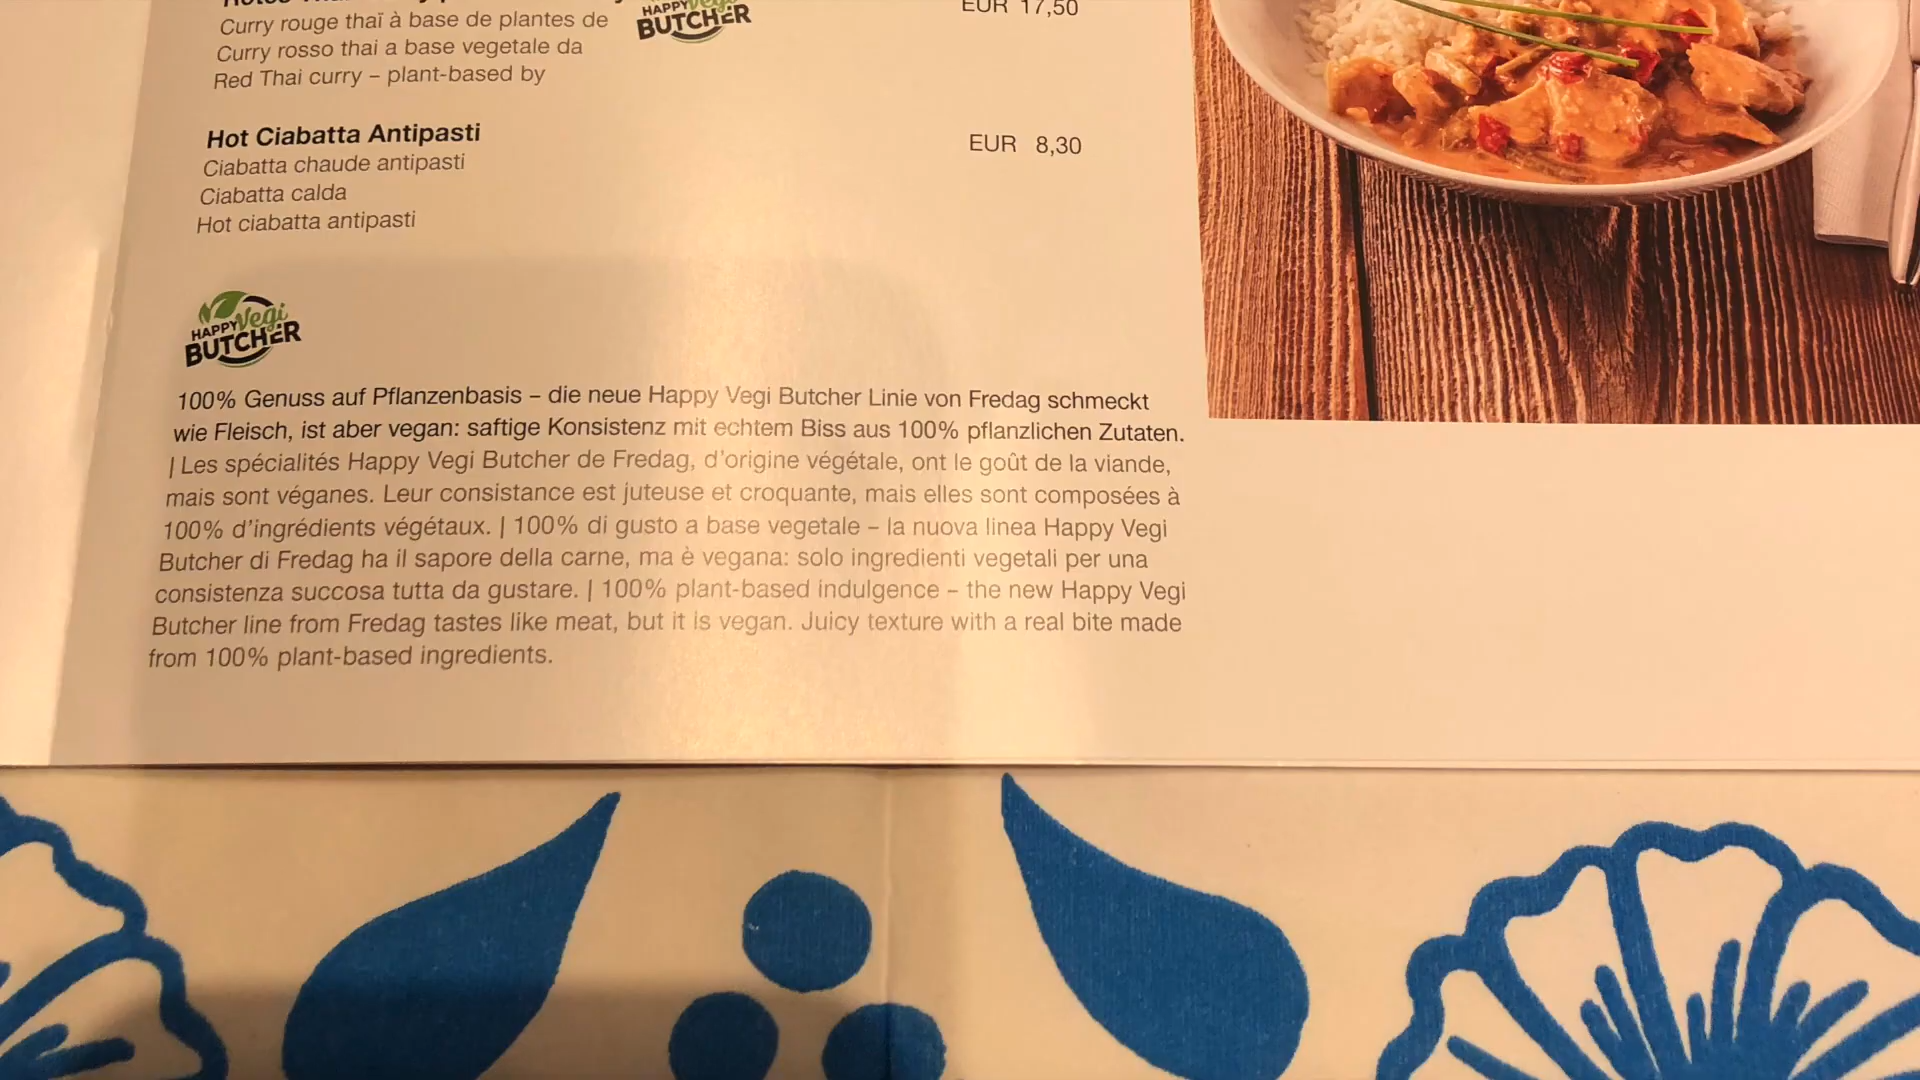 Curry rouge thaï à base de plantes de
Curry rosso thai a base vegetale da
Red Thai curry – plant-based by
HAPPY Vegi
BUTCHER
EUR 17,50
Hot Ciabatta Antipasti
EUR 8,30
Ciabatta chaude antipasti
Ciabatta calda
Hot ciabatta antipasti
HAPPY Vegi
BUTCHER
100% Genuss auf Pflanzenbasis – die neue Happy Vegi Butcher Linie von Fredag schmeckt
wie Fleisch, ist aber vegan: saftige Konsistenz mit echtem Biss aus 100% pflanzlichen Zutaten.
| Les spécialités Happy Vegi Butcher de Fredag, d'origine végétale, ont le goût de la viande,
mais sont véganes. Leur consistance est juteuse et croquante, mais elles sont composées à
100% d'ingrédients végétaux. | 100% di gusto a base vegetale – la nuova linea Happy Vegi
Butcher di Fredag ha il sapore della carne, ma è vegana: solo ingredienti vegetali per una
consistenza succosa tutta da gustare. | 100% plant-based indulgence – the new Happy Vegi
Butcher line from Fredag tastes like meat, but it is vegan. Juicy texture with a real bite made
from 100% plant-based ingredients.